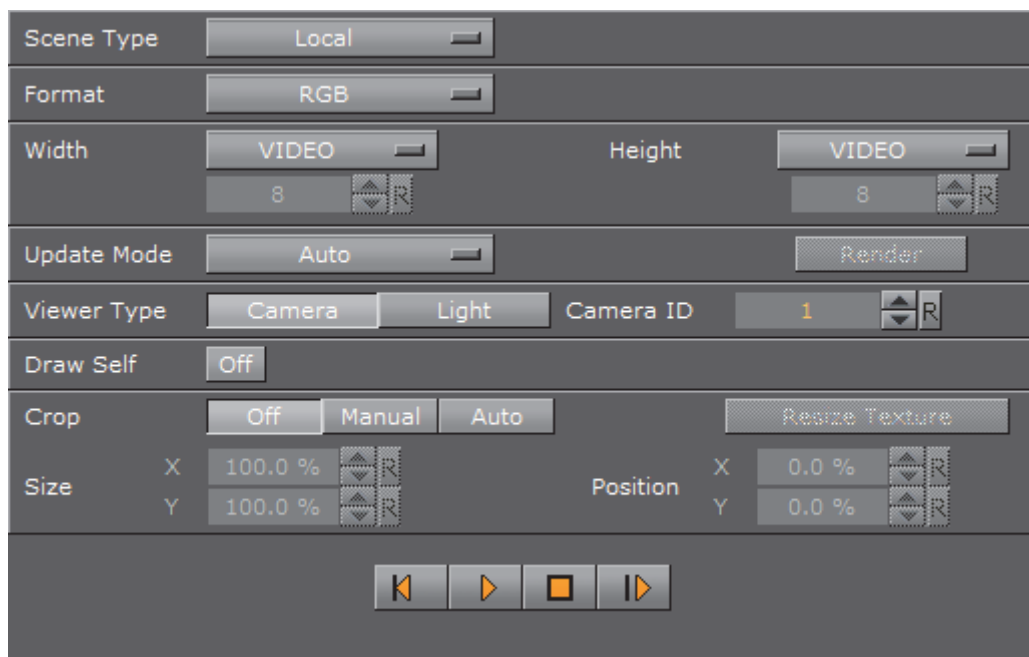 Scene Type Local
Format RGB
Width VIDEO Height VIDEO
8 R 8 R
Update Mode Auto Render
Viewer Type Camera Light Camera ID 1 R
Draw Self Off
Crop Off Manual Auto Resize Texture
Size X 100.0 % R Position X 0.0 % R
Y 100.0 % R Y 0.0 % R